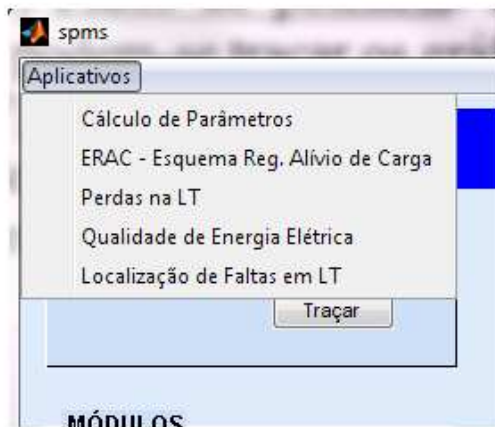 spms
Aplicativos
Cálculo de Parâmetros
ERAC - Esquema Reg. Alívio de Carga
Perdas na LT
Qualidade de Energia Elétrica
Localização de Faltas em LT
Traçar
MÓDULOS